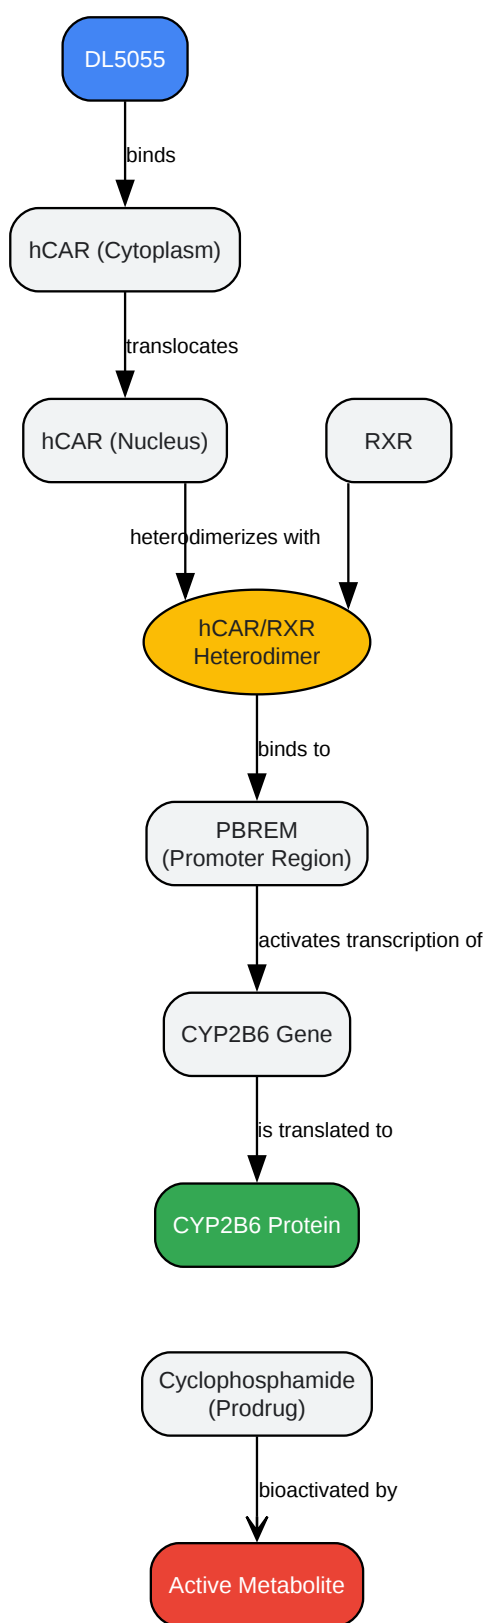 DL5055
binds
hCAR (Cytoplasm)
translocates
hCAR (Nucleus)
RXR
heterodimerizes with
hCAR/RXR
Heterodimer
binds to
PBREM
(Promoter Region)
activates transcription of
CYP2B6 Gene
is translated to
CYP2B6 Protein
Cyclophosphamide
(Prodrug)
bioactivated by
Active Metabolite